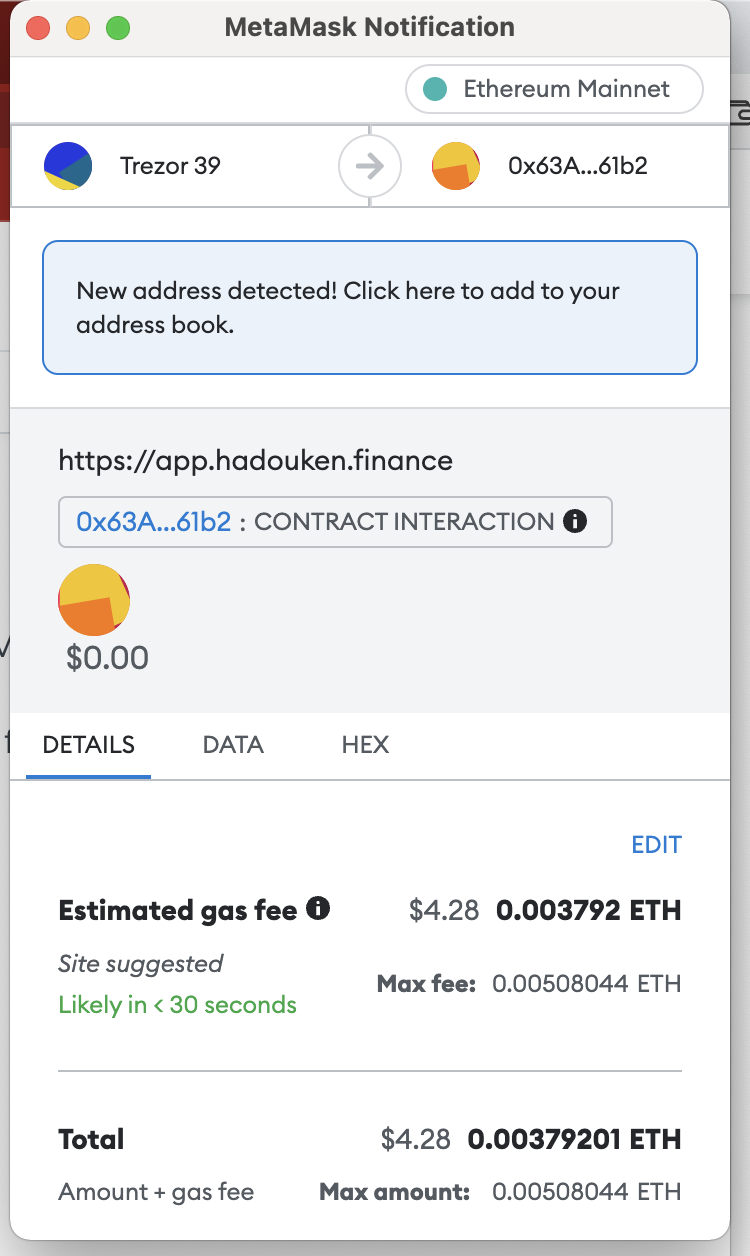 MetaMask Notification
Ethereum Mainnet
Trezor 39
0x63A...61b2
New address detected! Click here to add to your
address book.
https://app.hadouken.finance
0x63A...61b2 : CONTRACT INTERACTION
$0.00
DETAILS DATA HEX
EDIT
Estimated gas fee $4.28 0.003792 ETH
Site suggested
Max fee: 0.00508044 ETH
Likely in < 30 seconds
Total $4.28 0.00379201 ETH
Amount + gas fee Max amount: 0.00508044 ETH